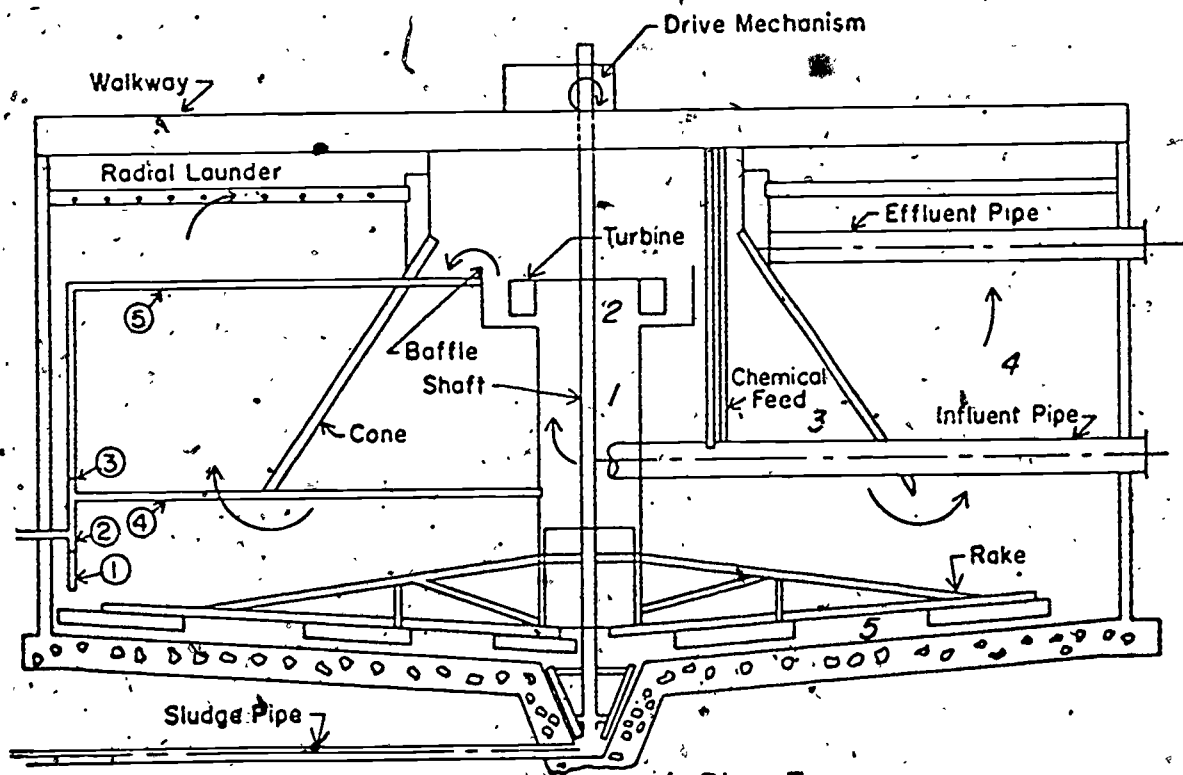 Drive Mechanism
Walkway
Radial Launder
Effluent Pipe
Turbine
⑤
2
Baffle
Shaft
1
Chemical
Feed
4
3
Influent Pipe
Cone
③
④
②
①
Rake
5
Sludge Pipe